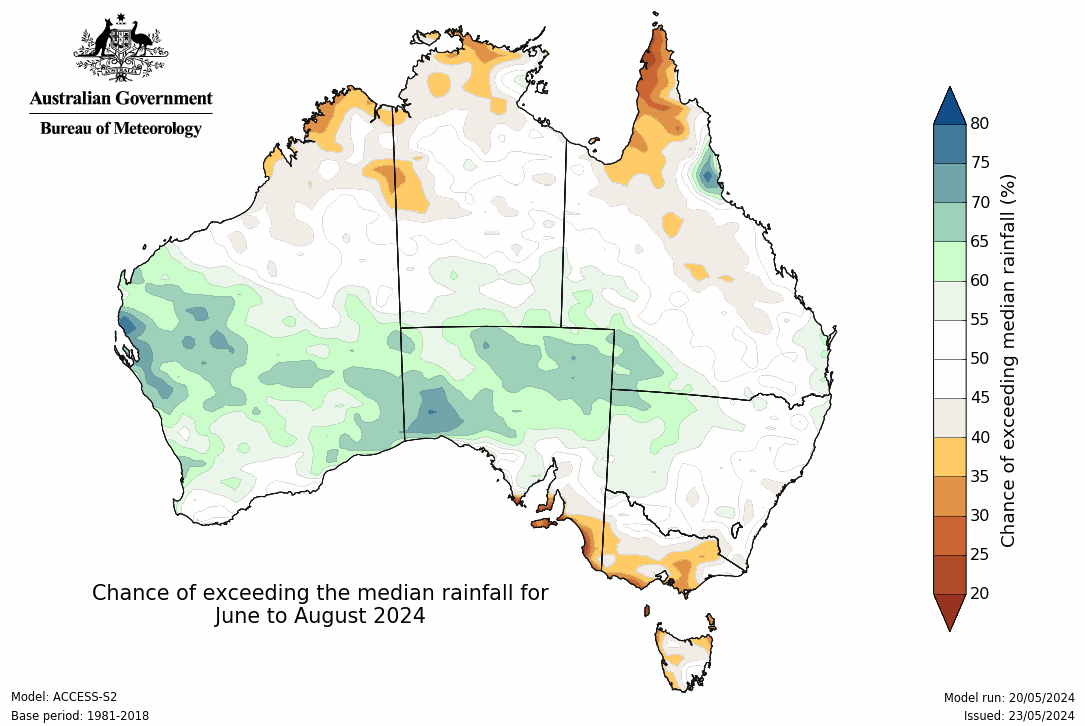 Australian Government
Bureau of Meteorology
80
75
70
65
60
55
50
45
40
35
30
25
20
Chance of exceeding median rainfall (%)
Chance of exceeding the median rainfall for
June to August 2024
Model: ACCESS-S2
Base period: 1981-2018
Model run: 20/05/2024
Issued: 23/05/2024